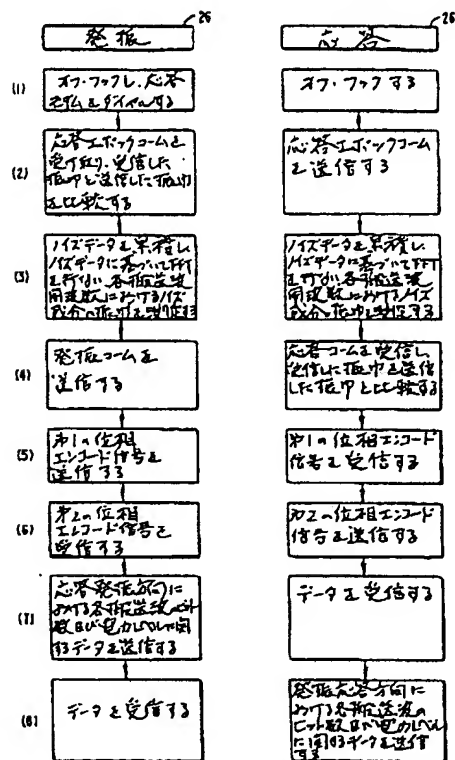 26
発振
26
応答
(1)
オフ・フックし、応答
モデムをダイヤルする
オフ・フックする
(2)
応答エポックコームを
受け取り、受信した
振巾と送信した振巾
を比較する
応答エポックコーム
を送信する
(3)
ノイズデータを累積し、
ノイズデータに基づいてFFT
を行ない、各搬送波
周波数におけるノイズ
成分の振巾を測定する
ノイズデータを累積し、
ノイズデータに基づいてFFT
を行ない、各搬送波
周波数におけるノイズ
成分の振巾を測定する
(4)
発振コームを
送信する
応答コームを受信し、
受信した振巾を送信
した振巾と比較する
(5)
第1の位相
エンコード信号を
送信する
第1の位相エンコード
信号を受信する
(6)
第2の位相
エンコード信号を
受信する
第2の位相エンコード
信号を送信する
(7)
応答発振方向に
おける各搬送波のビット
数及び電力レベルに関
するデータを送信する
データを受信する
(8)
データを受信する
発振応答方向に
おける各搬送波の
ビット数及び電力レベル
に関するデータを送信
する